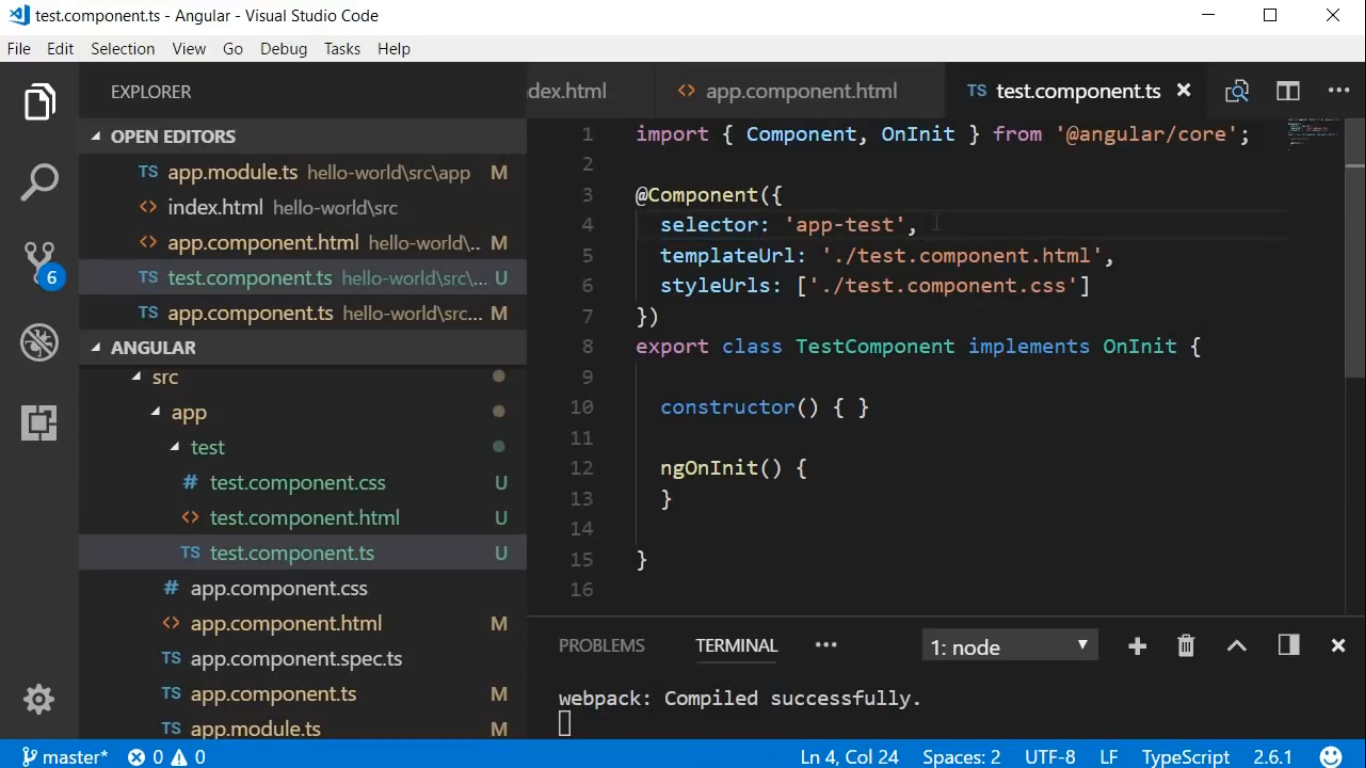 test.component.ts - Angular - Visual Studio Code
File Edit Selection View Go Debug Tasks Help
EXPLORER
OPEN EDITORS
TS app.module.ts hello-world\src\app M
<> index.html hello-world\src
<> app.component.html hello-world\.. M
TS test.component.ts hello-world\src\... U
TS app.component.ts hello-world\src... M
ANGULAR
src
app
test
# test.component.css U
<> test.component.html U
TS test.component.ts U
# app.component.css
<> app.component.html M
TS app.component.spec.ts
TS app.component.ts M
TS app.module.ts M
6
dex.html <> app.component.html TS test.component.ts
1 import { Component, OnInit } from '@angular/core';
2
3 @Component({
4 selector: 'app-test',
5 templateUrl: './test.component.html',
6 styleUrls: ['./test.component.css']
7 })
8 export class TestComponent implements OnInit {
9
10 constructor() { }
11
12 ngOnInit() {
13 }
14
15 }
16
PROBLEMS TERMINAL ... 1: node
webpack: Compiled successfully.
master* 0 0 Ln 4, Col 24 Spaces: 2 UTF-8 LF TypeScript 2.6.1